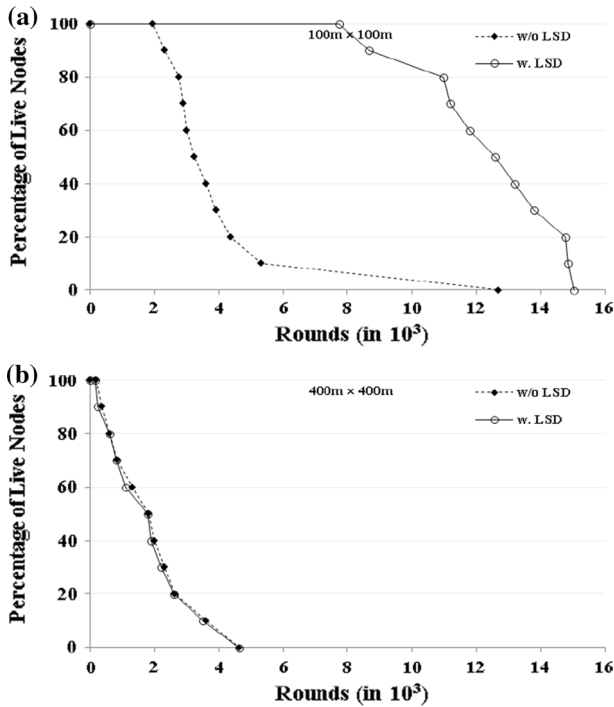 (a)
100m × 100m
w/o LSD
w. LSD
Percentage of Live Nodes
100
80
60
40
20
0
0 2 4 6 8 10 12 14 16
Rounds (in 10³)
(b)
400m × 400m
w/o LSD
w. LSD
Percentage of Live Nodes
100
80
60
40
20
0
0 2 4 6 8 10 12 14 16
Rounds (in 10³)